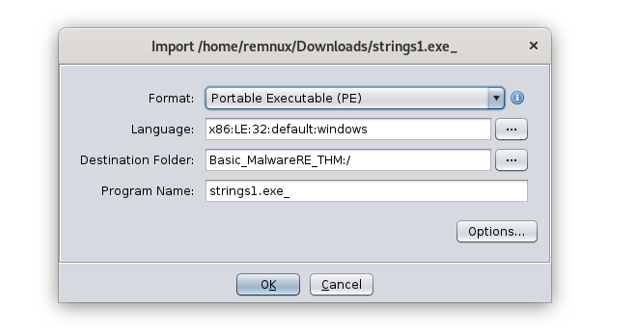 Import /home/remnux/Downloads/strings1.exe_ ×
Format: Portable Executable (PE)
Language: x86:LE:32:default:windows ...
Destination Folder: Basic_MalwareRE_THM:/ ...
Program Name: strings1.exe_
Options...
OK Cancel